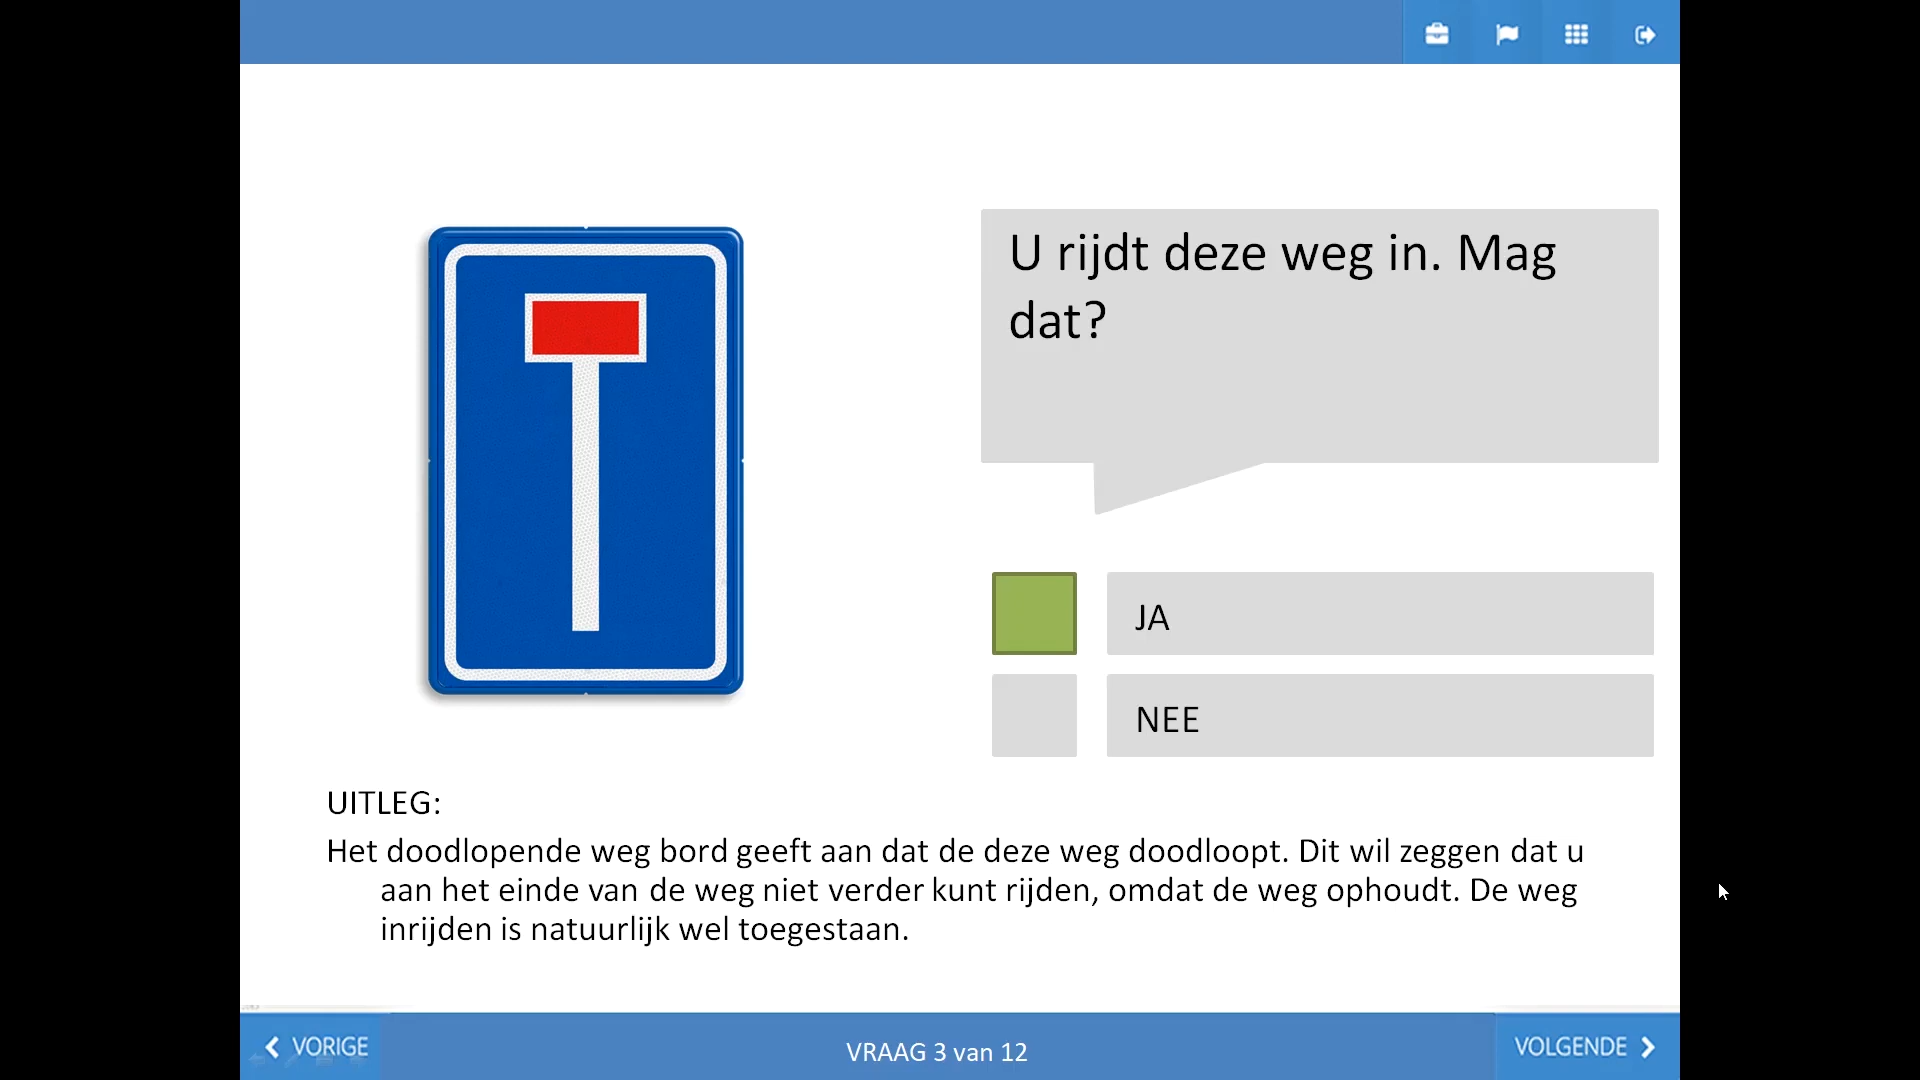 U rijdt deze weg in. Mag
dat?
JA
NEE
UITLEG:
Het doodlopende weg bord geeft aan dat de deze weg doodloopt. Dit wil zeggen dat u
aan het einde van de weg niet verder kunt rijden, omdat de weg ophoudt. De weg
inrijden is natuurlijk wel toegestaan.
VORIGE
VRAAG 3 van 12
VOLGENDE